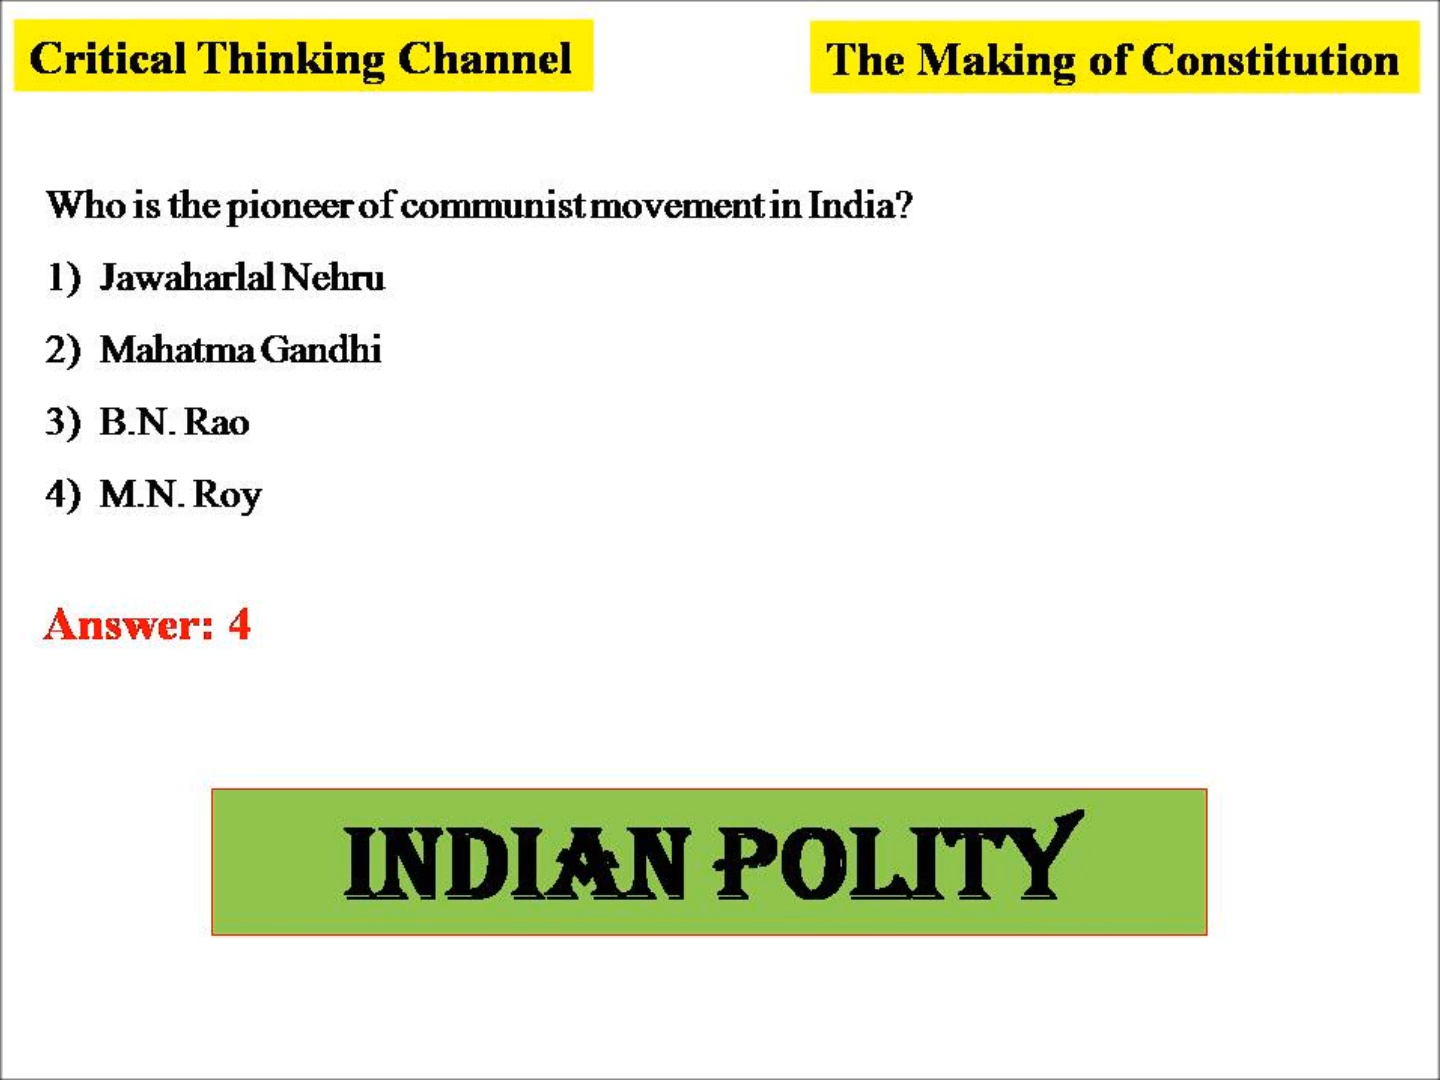 Critical Thinking Channel
The Making of Constitution
Who is the pioneer of communist movement in India?
1) Jawaharlal Nehru
2) Mahatma Gandhi
3) B.N. Rao
4) M.N. Roy
Answer: 4
INDIAN POLITY